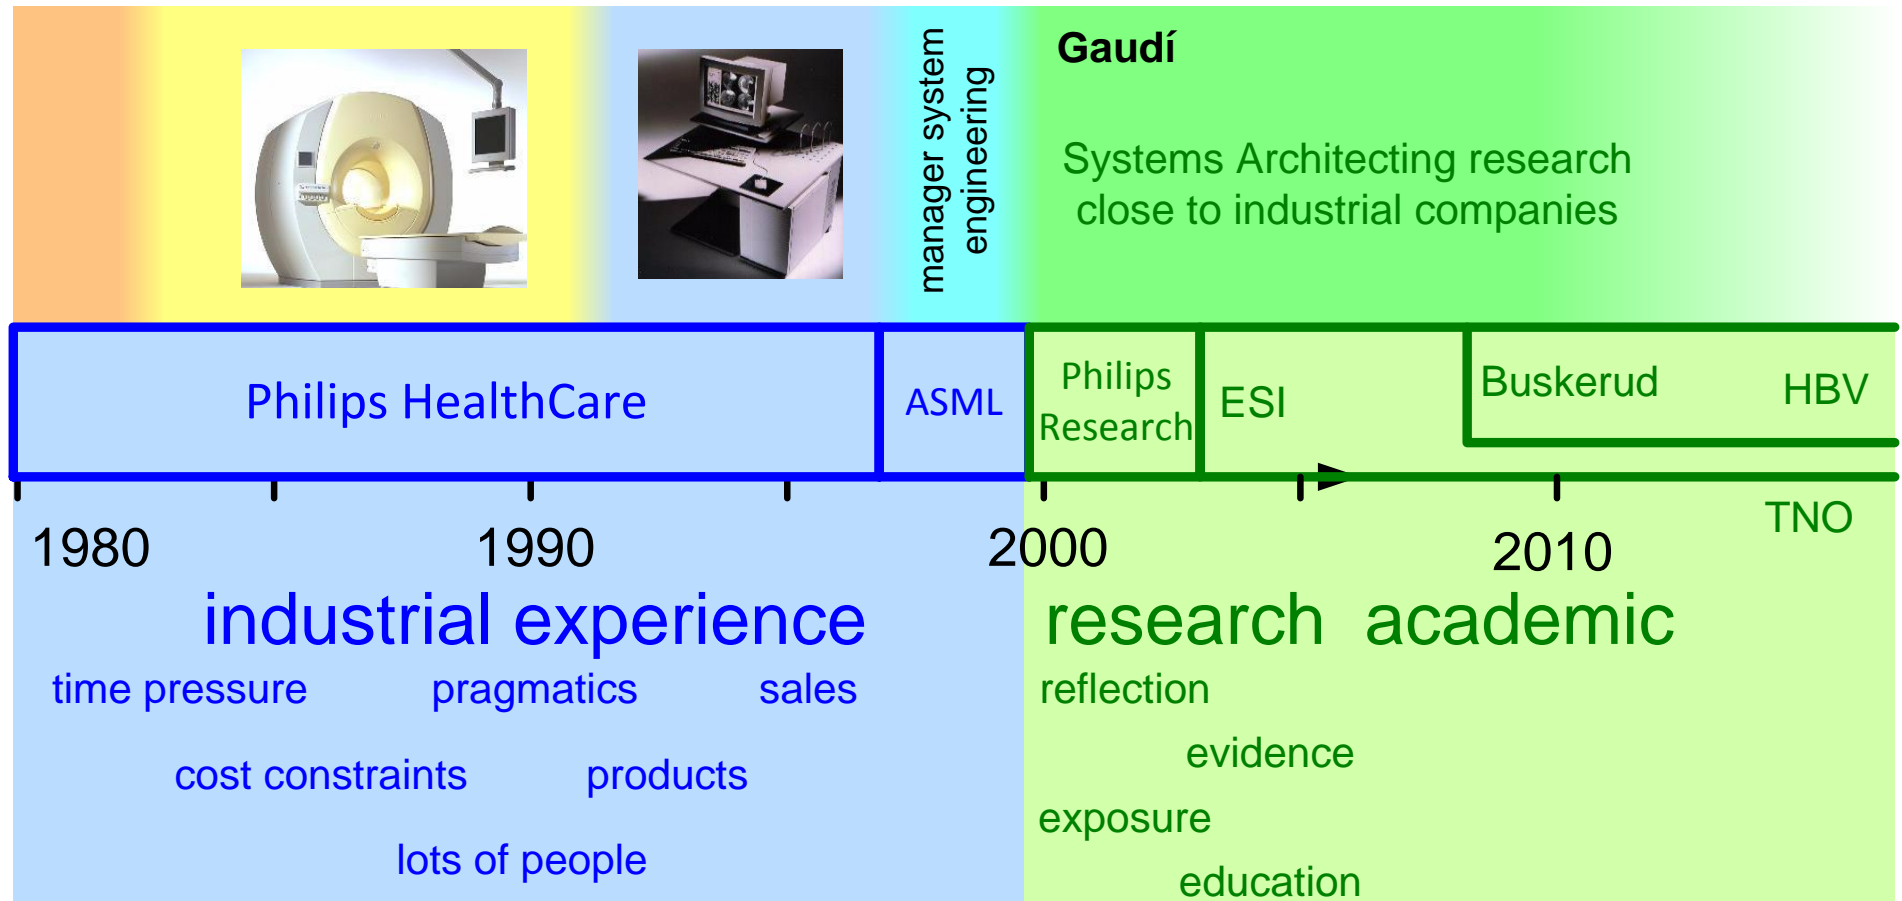 manager system
engineering
Gaudí
Systems Architecting research
close to industrial companies
Philips HealthCare
ASML
Philips
Research
ESI
Buskerud
HBV
TNO
1980
1990
2000
2010
industrial experience
research academic
time pressure
pragmatics
sales
reflection
evidence
cost constraints
products
exposure
lots of people
education